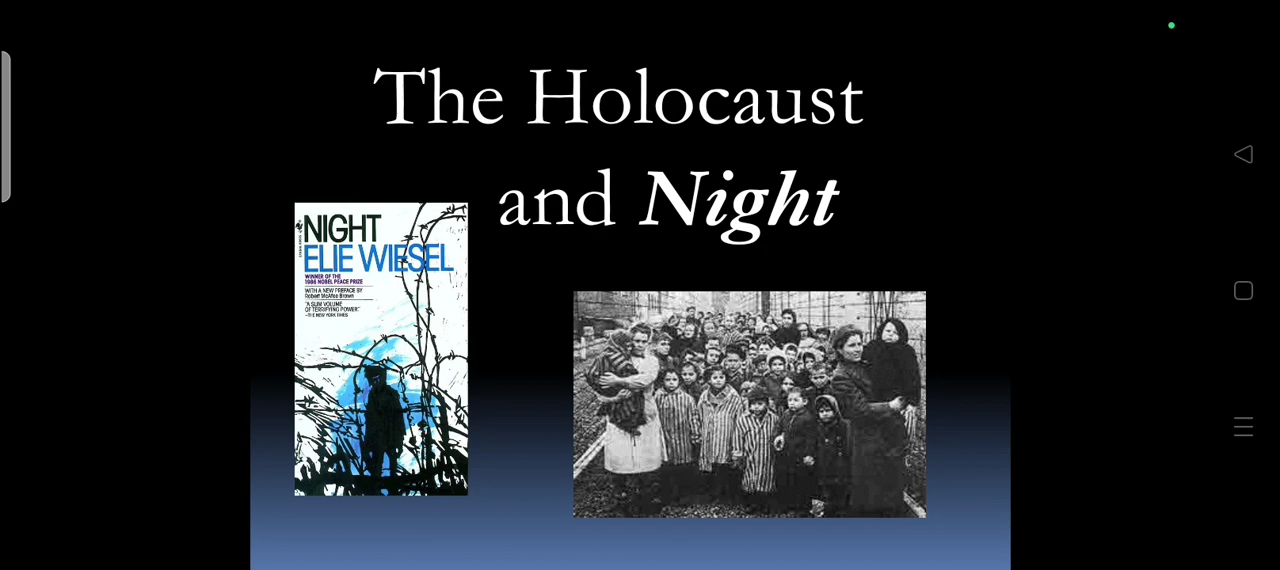 The Holocaust
and Night
NIGHT
ELIE WIESEL
WINNER OF THE
1986 NOBEL PEACE PRIZE
WITH A NEW PREFACE BY
Robert McAfee Brown
"A SLIM VOLUME
OF TERRIFYING POWER."
—THE NEW YORK TIMES